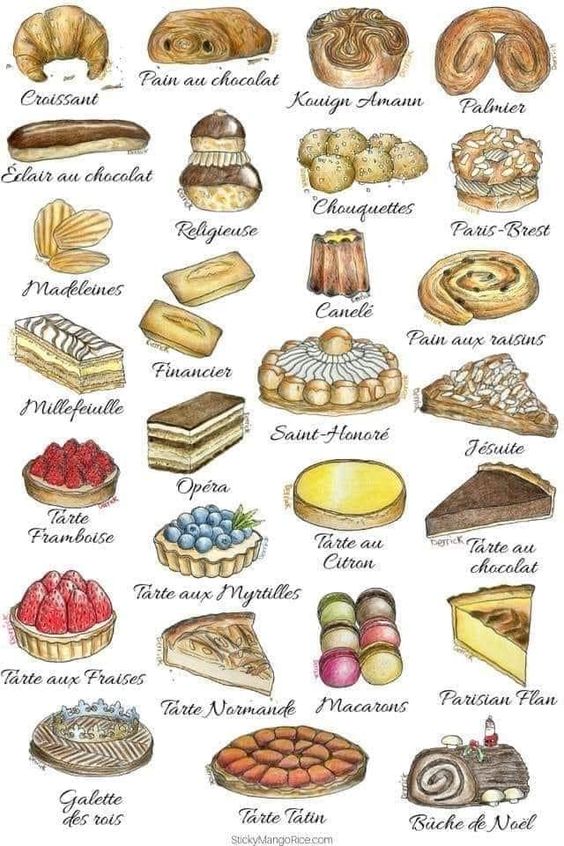 Croissant
Pain au chocolat
Kouign Amann
Palmier
Éclair au chocolat
Religieuse
Chouquettes
Paris-Brest
Madeleines
Financier
Canelé
Pain aux raisins
Millefeiulle
Opéra
Saint-Honoré
Jésuite
Tarte
Framboise
Tarte aux Myrtilles
Tarte au
Citron
Tarte au
chocolat
Tarte aux Fraises
Tarte Normande
Macarons
Parisian Flan
Galette
des rois
Tarte Tatin
Bûche de Noël
StickyMangoRice.com
Derrick